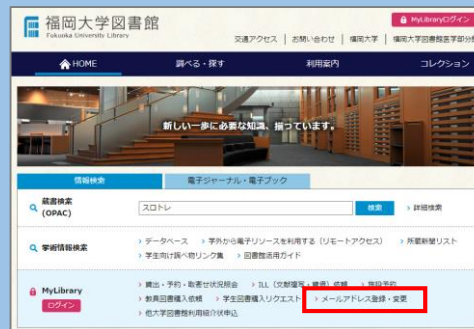 福岡大学図書館
Fukuoka University Library
MyLibraryログイン
交通アクセス | お問い合わせ | 福岡大学 | 福岡大学図書館医学部分館
HOME 調べる・探す 利用案内 コレクション
新しい一歩に必要な知識、揃っています。
情報検索 電子ジャーナル・電子ブック
蔵書検索
(OPAC)
スロトレ 検索 詳細検索
学術情報検索
データベース 学外から電子リソースを利用する（リモートアクセス） 所蔵新聞リスト
学生向け調べ物リンク集 図書館活用ガイド
MyLibrary
ログイン
貸出・予約・取寄せ状況照会 ILL（文献複写・貸借）依頼 施設予約
教員図書購入依頼 学生図書購入リクエスト メールアドレス登録・変更
他大学図書館利用紹介状申込